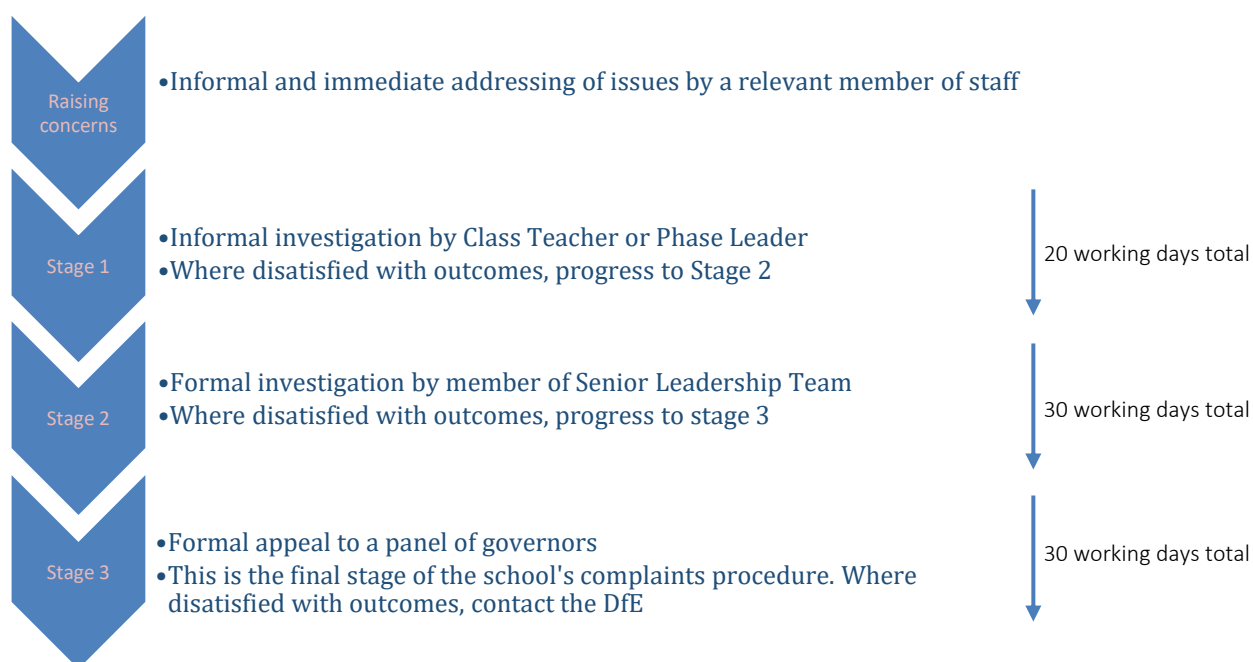 Raising
concerns
•Informal and immediate addressing of issues by a relevant member of staff
Stage 1
•Informal investigation by Class Teacher or Phase Leader
•Where disatisfied with outcomes, progress to Stage 2
20 working days total
Stage 2
•Formal investigation by member of Senior Leadership Team
•Where disatisfied with outcomes, progress to stage 3
30 working days total
Stage 3
•Formal appeal to a panel of governors
•This is the final stage of the school's complaints procedure. Where
disatisfied with outcomes, contact the DfE
30 working days total